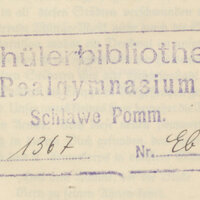 hülerbibliothe
Realgymnasium
Schlawe Pomm.
1367 Nr. Eb